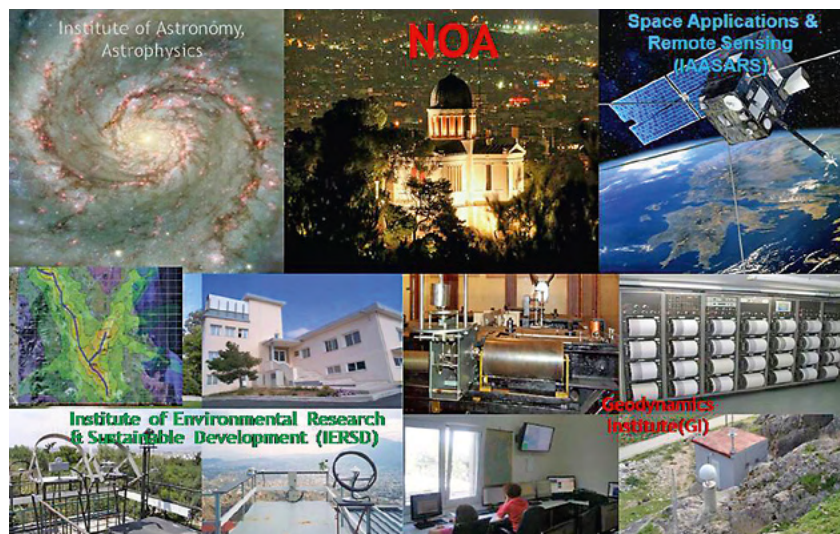 Institute of Astronomy,
Astrophysics
NOA
Space Applications &
Remote Sensing
(IAASARS)
Institute of Environmental Research
& Sustainable Development (IERSD)
Geodynamics
Institute(GI)